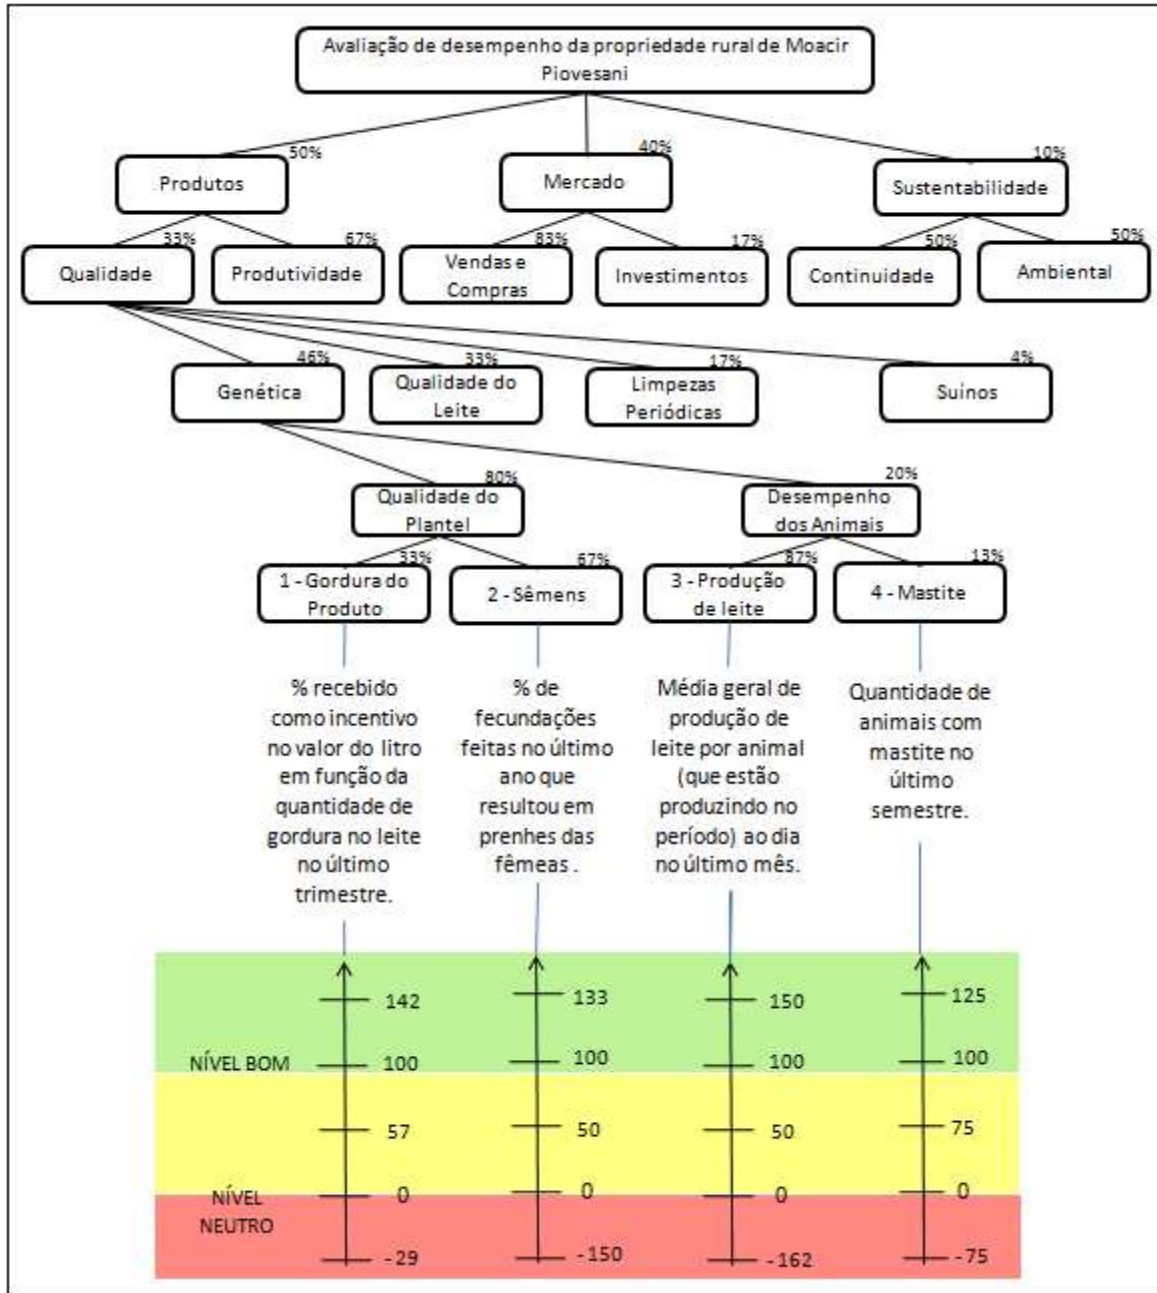 Avaliação de desempenho da propriedade rural de Moacir
Piovesani
50%
40%
10%
Produtos
Mercado
Sustentabilidade
33%
67%
83%
17%
50%
50%
Qualidade
Produtividade
Vendas e
Compras
Investimentos
Continuidade
Ambiental
46%
33%
17%
4%
Genética
Qualidade do
Leite
Limpezas
Periódicas
Suínos
80%
20%
Qualidade do
Plantel
Desempenho
dos Animais
33%
67%
87%
13%
1 - Gordura do
Produto
2 - Sêmens
3 - Produção
de leite
4 - Mastite
% recebido
como incentivo
no valor do litro
em função da
quantidade de
gordura no leite
no último
trimestre.
% de
fecundações
feitas no último
ano que
resultou em
prenhes das
fêmeas .
Média geral de
produção de
leite por animal
(que estão
produzindo no
período) ao dia
no último mês.
Quantidade de
animais com
mastite no
último
semestre.
142 133 150 125
NÍVEL BOM 100 100 100 100
57 50 50 75
NÍVEL
NEUTRO
0 0 0 0
-29 -150 -162 -75